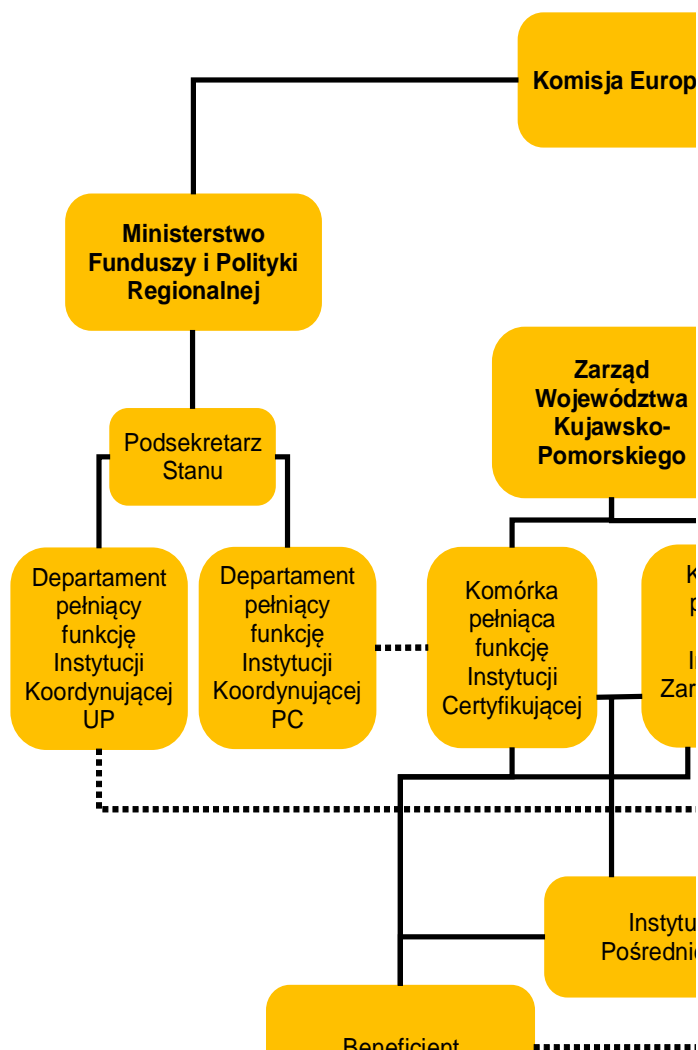 Komisja Europ
Ministerstwo
Funduszy i Polityki
Regionalnej
Zarząd
Województwa
Kujawsko-
Pomorskiego
Podsekretarz
Stanu
Departament
pełniący
funkcję
Instytucji
Koordynującej
UP
Departament
pełniący
funkcję
Instytucji
Koordynującej
PC
Komórka
pełniąca
funkcję
Instytucji
Certyfikującej
K
p
I
Zar
Instytu
Pośredni
Beneficjent